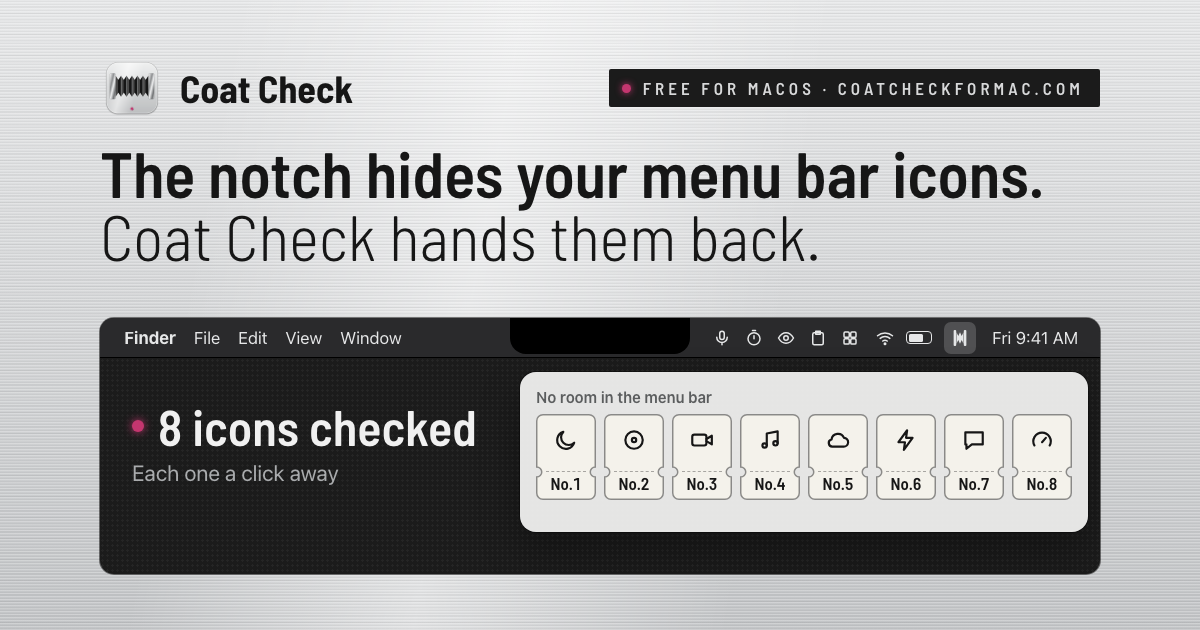 Coat Check
FREE FOR MACOS · COATCHECKFORMAC.COM
The notch hides your menu bar icons.
Coat Check hands them back.
Finder File Edit View Window Fri 9:41 AM
8 icons checked
Each one a click away
No room in the menu bar
No.1 No.2 No.3 No.4 No.5 No.6 No.7 No.8